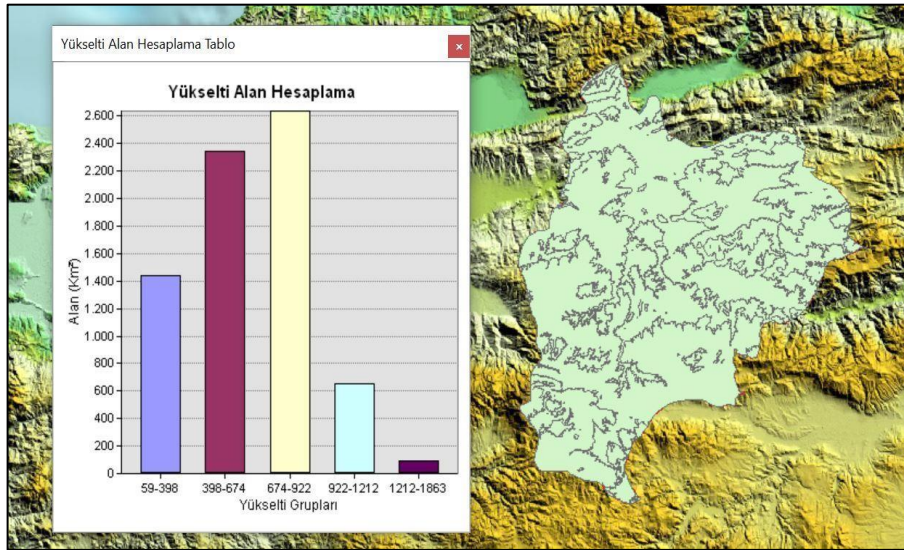 Yükselti Alan Hesaplama Tablo
x
Yükselti Alan Hesaplama
2.600
2.400
2.200
2.000
1.800
1.600
1.400
1.200
1.000
800
600
400
200
0
Alan (Km²)
59-398 398-674 674-922 922-1212 1212-1863
Yükselti Grupları